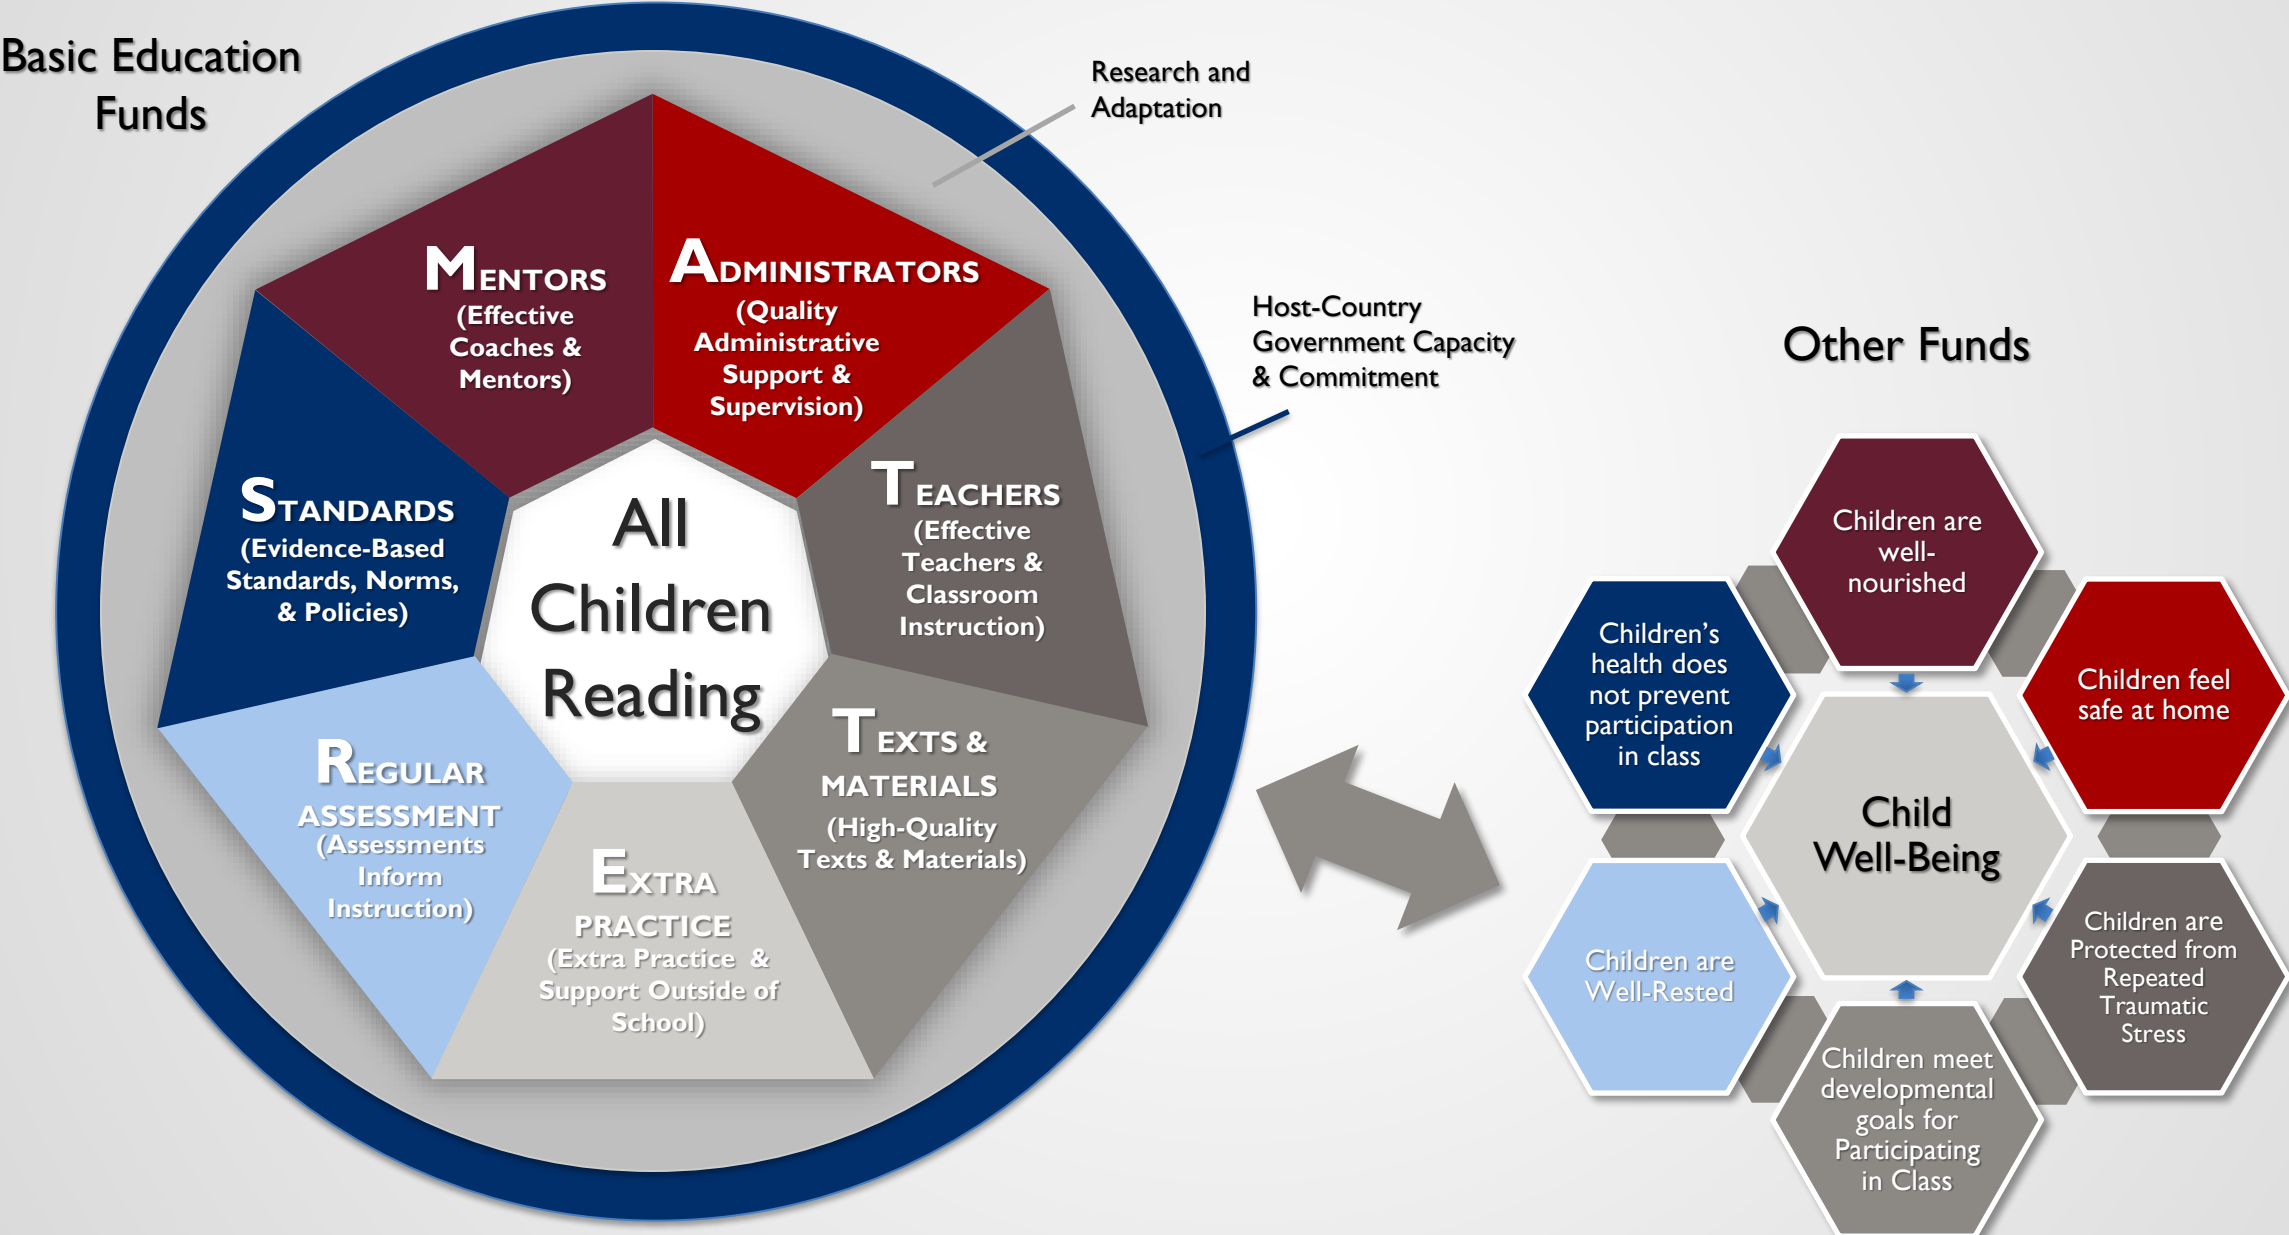 Basic Education
Funds
Research and
Adaptation
Host-Country
Government Capacity
& Commitment
MENTORS
(Effective
Coaches &
Mentors)
ADMINISTRATORS
(Quality
Administrative
Support &
Supervision)
TEACHERS
(Effective
Teachers &
Classroom
Instruction)
TEXTS &
MATERIALS
(High-Quality
Texts & Materials)
EXTRA
PRACTICE
(Extra Practice &
Support Outside of
School)
REGULAR
ASSESSMENT
(Assessments
Inform
Instruction)
STANDARDS
(Evidence-Based
Standards, Norms,
& Policies)
All
Children
Reading
Other Funds
Children are
well-
nourished
Children feel
safe at home
Children are
Protected from
Repeated
Traumatic
Stress
Children meet
developmental
goals for
Participating
in Class
Children are
Well-Rested
Children's
health does
not prevent
participation
in class
Child
Well-Being